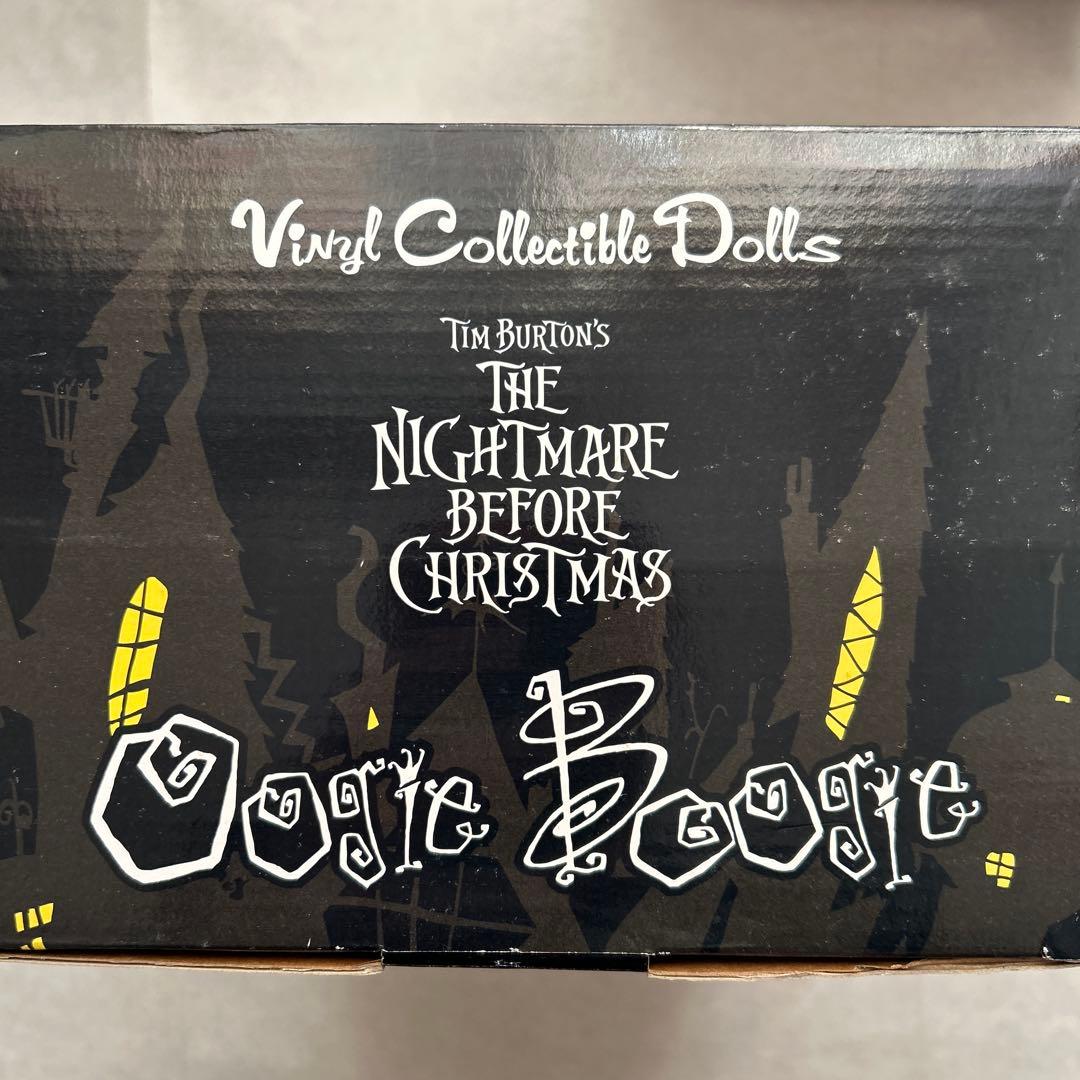 Vinyl Collectible Dolls
TIM BURTON'S
THE
NIGHTMARE
BEFORE
CHRISTMAS
Oogie Boogie